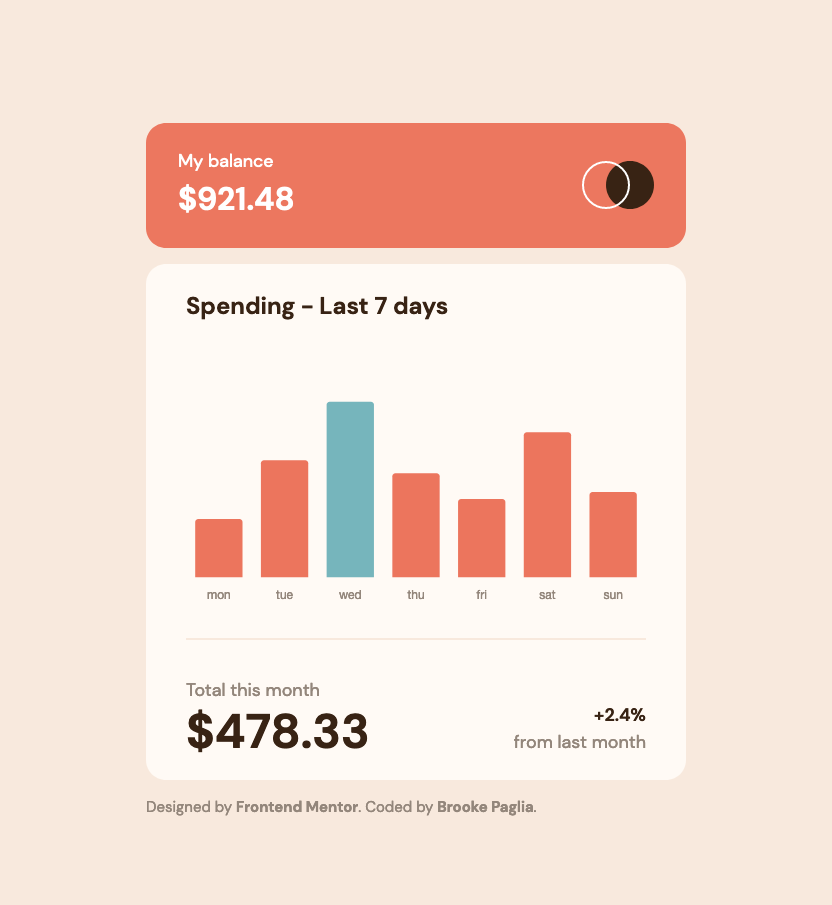 My balance
$921.48
Spending - Last 7 days
mon tue wed thu fri sat sun
Total this month
$478.33
+2.4%
from last month
Designed by Frontend Mentor. Coded by Brooke Paglia.